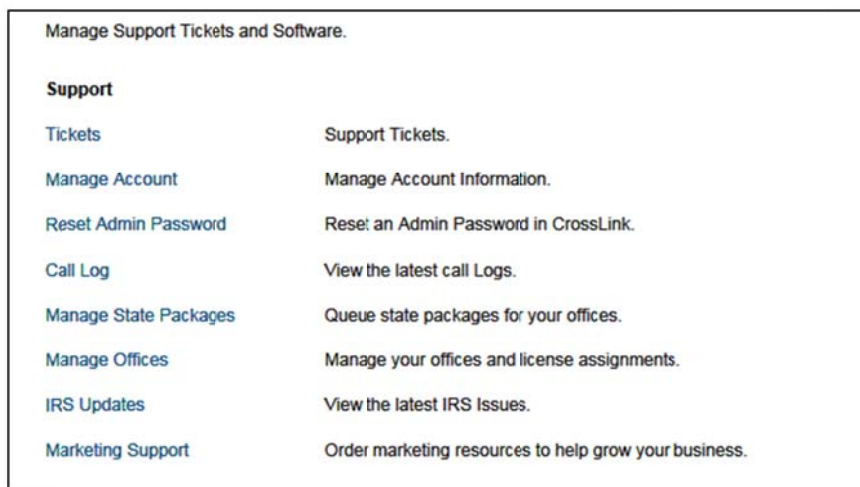 Manage Support Tickets and Software.
Support
Tickets Support Tickets.
Manage Account Manage Account Information.
Reset Admin Password Reset an Admin Password in CrossLink.
Call Log View the latest call Logs.
Manage State Packages Queue state packages for your offices.
Manage Offices Manage your offices and license assignments.
IRS Updates View the latest IRS Issues.
Marketing Support Order marketing resources to help grow your business.